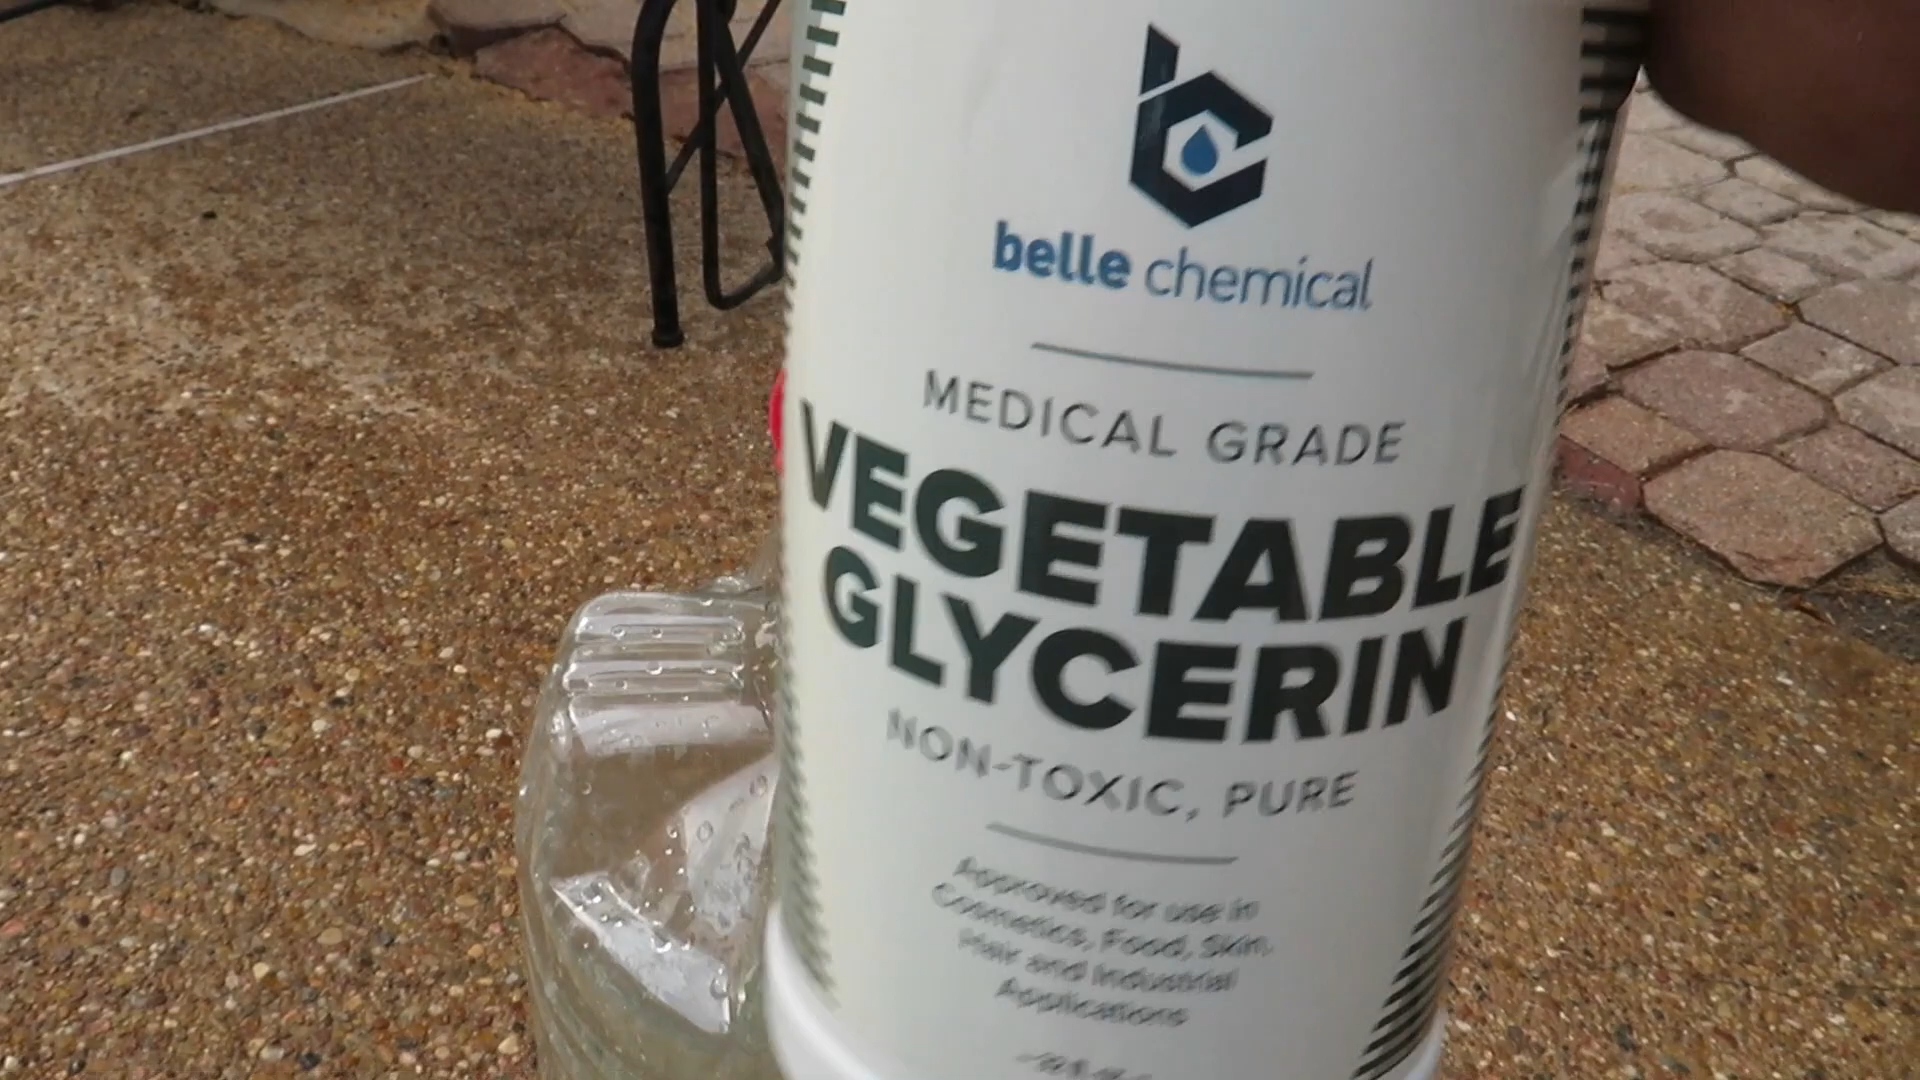 belle chemical
MEDICAL GRADE
VEGETABLE
GLYCERIN
NON-TOXIC, PURE
Approved for use in
Cosmetics, Food, Skin,
Hair and Industrial
Applications